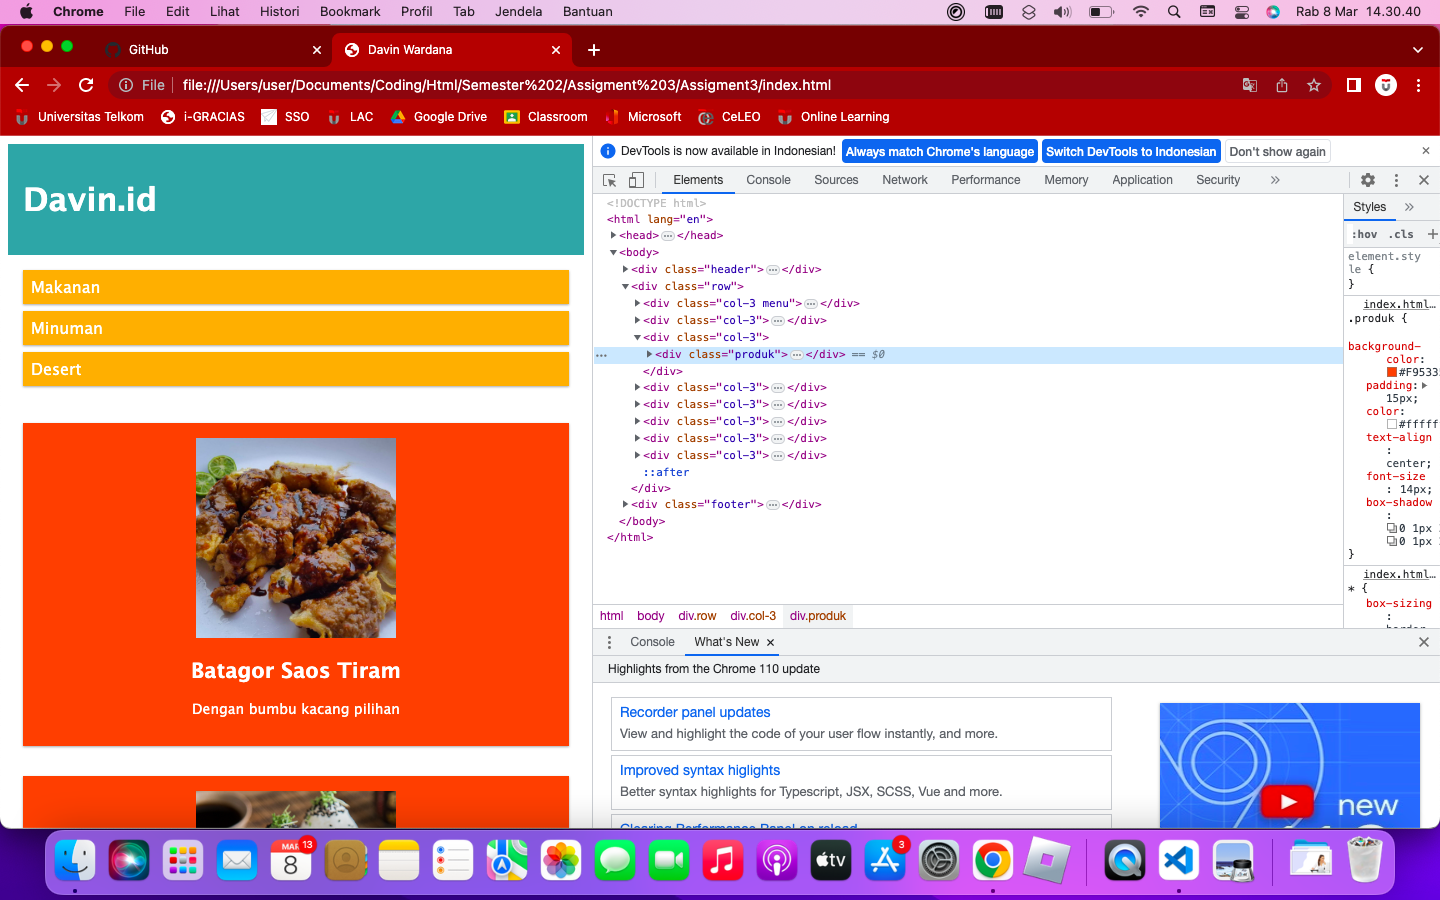 Chrome File Edit Lihat Histori Bookmark Profil Tab Jendela Bantuan Rab 8 Mar 14.30.40
GitHub Davin Wardana
File file:///Users/user/Documents/Coding/Html/Semester%202/Assigment%203/Assigment3/index.html
Universitas Telkom i-GRACIAS SSO LAC Google Drive Classroom Microsoft CeLEO Online Learning
Davin.id
Makanan
Minuman
Desert
Batagor Saos Tiram
Dengan bumbu kacang pilihan
DevTools is now available in Indonesian! Always match Chrome's language Switch DevTools to Indonesian Don't show again
Elements Console Sources Network Performance Memory Application Security »
<!DOCTYPE html>
<html lang="en">
<head>…</head>
<body>
<div class="header">…</div>
<div class="row">
<div class="col-3 menu">…</div>
<div class="col-3">…</div>
<div class="col-3">
<div class="produk">…</div> == $0
</div>
<div class="col-3">…</div>
<div class="col-3">…</div>
<div class="col-3">…</div>
<div class="col-3">…</div>
<div class="col-3">…</div>
::after
</div>
<div class="footer">…</div>
</body>
</html>
html body div.row div.col-3 div.produk
Styles »
:hov .cls +
element.sty
le {
}
index.html…
.produk {
background-
color:
#F9533
padding:
15px;
color:
#fffff
text-align
:
center;
font-size
: 14px;
box-shadow
:
0 1px
0 1px
}
index.html…
* {
box-sizing
:
Console What's New
Highlights from the Chrome 110 update
Recorder panel updates
View and highlight the code of your user flow instantly, and more.
Improved syntax higlights
Better syntax highlights for Typescript, JSX, SCSS, Vue and more.
Clearing Performance Panel on reload
new
MAR 13
8
3
tv